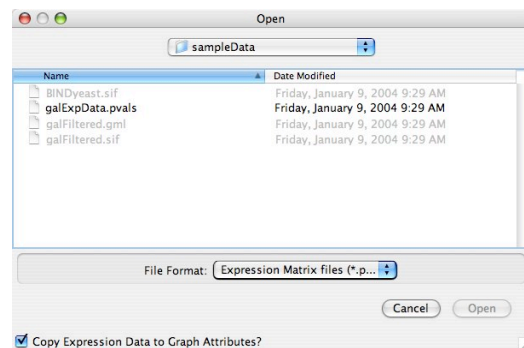 Open
sampleData
Name Date Modified
BINDyeast.sif Friday, January 9, 2004 9:29 AM
galExpData.pvals Friday, January 9, 2004 9:29 AM
galFiltered.gml Friday, January 9, 2004 9:29 AM
galFiltered.sif Friday, January 9, 2004 9:29 AM
File Format: Expression Matrix files (*.p...
Cancel Open
Copy Expression Data to Graph Attributes?